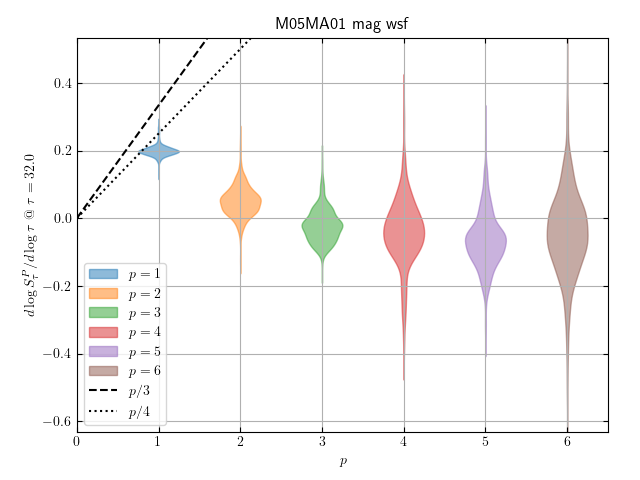 M05MA01 mag wsf
d log S_τ^P / d log τ @ τ = 32.0
0.4
0.2
0.0
−0.2
−0.4
−0.6
p = 1
p = 2
p = 3
p = 4
p = 5
p = 6
p/3
p/4
0 1 2 3 4 5 6
p